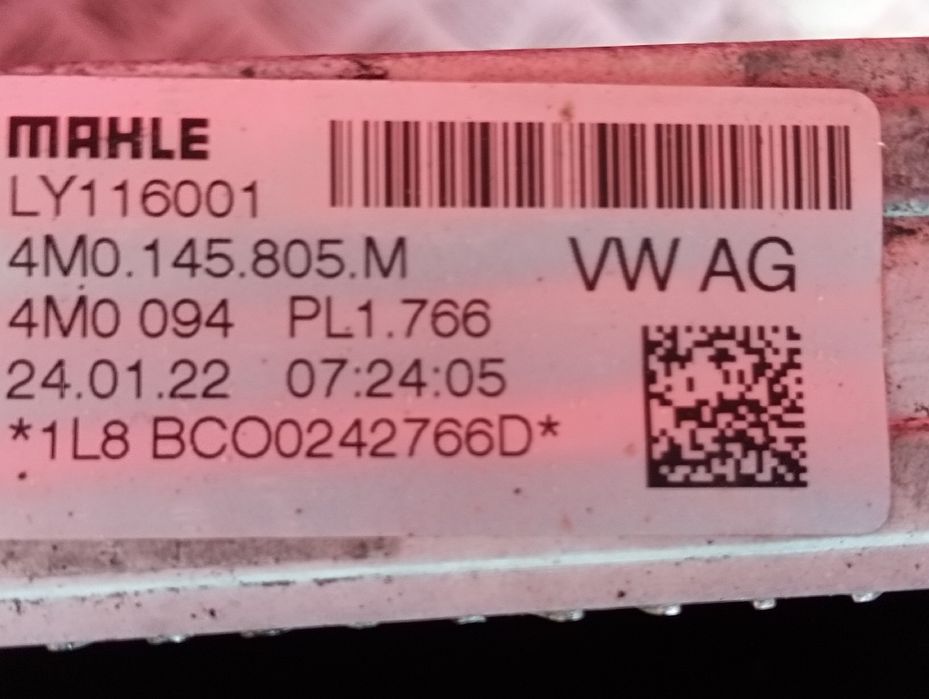 MAHLE
LY116001
4M0.145.805.M
VW AG
4M0 094 PL1.766
24.01.22 07:24:05
*1L8 BCO0242766D*